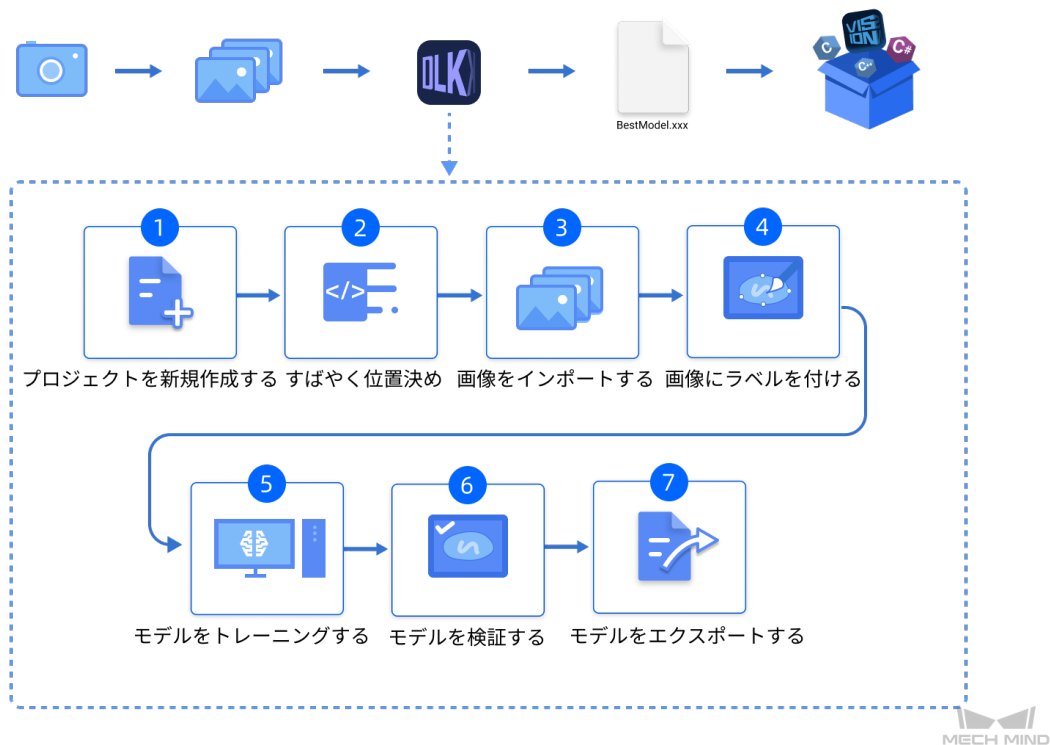 DLK
VISION
C
C#
C++
BestModel.xxx
1
2
3
4
</>
プロジェクトを新規作成する
すばやく位置決め
画像をインポートする
画像にラベルを付ける
5
6
7
モデルをトレーニングする
モデルを検証する
モデルをエクスポートする
MECH MIND